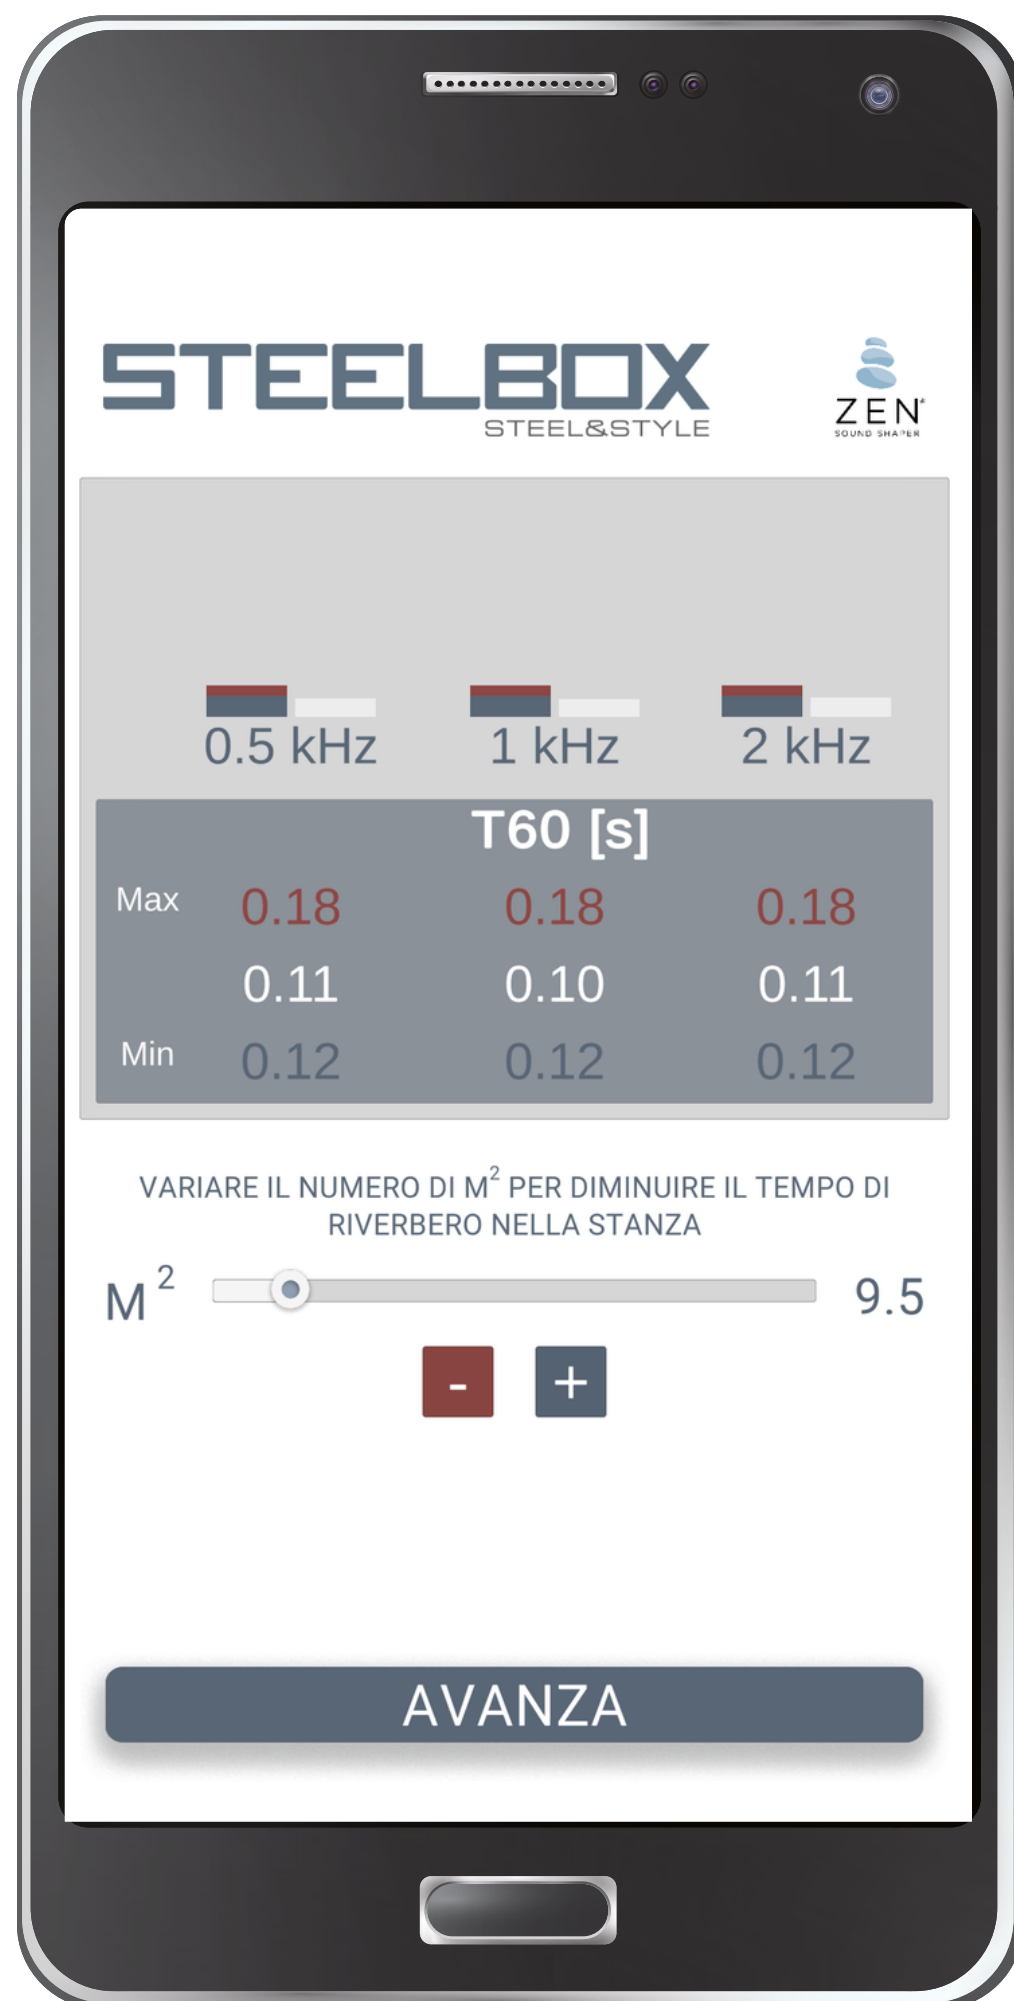 STEELBOX
STEEL&STYLE
ZEN
SOUND SHAPER
0.5 kHz 1 kHz 2 kHz
T60 [s]
Max 0.18 0.18 0.18
0.11 0.10 0.11
Min 0.12 0.12 0.12
VARIARE IL NUMERO DI M² PER DIMINUIRE IL TEMPO DI
RIVERBERO NELLA STANZA
M² 9.5
- +
AVANZA